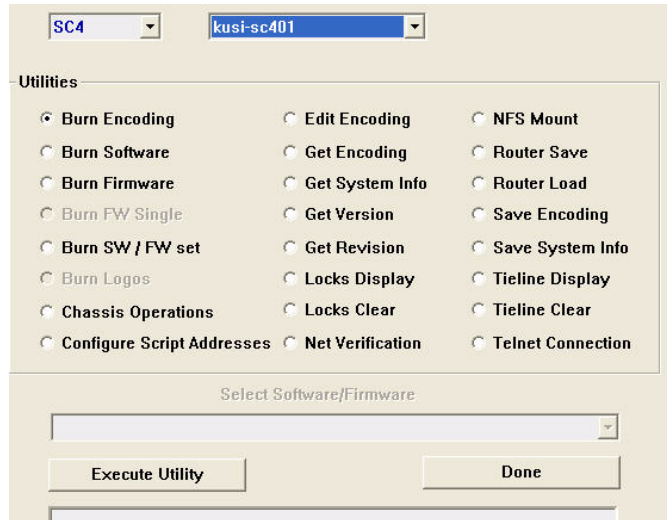 SC4 kusi-sc401
Utilities
Burn Encoding Edit Encoding NFS Mount
Burn Software Get Encoding Router Save
Burn Firmware Get System Info Router Load
Burn FW Single Get Version Save Encoding
Burn SW / FW set Get Revision Save System Info
Burn Logos Locks Display Tieline Display
Chassis Operations Locks Clear Tieline Clear
Configure Script Addresses Net Verification Telnet Connection
Select Software/Firmware
Execute Utility Done